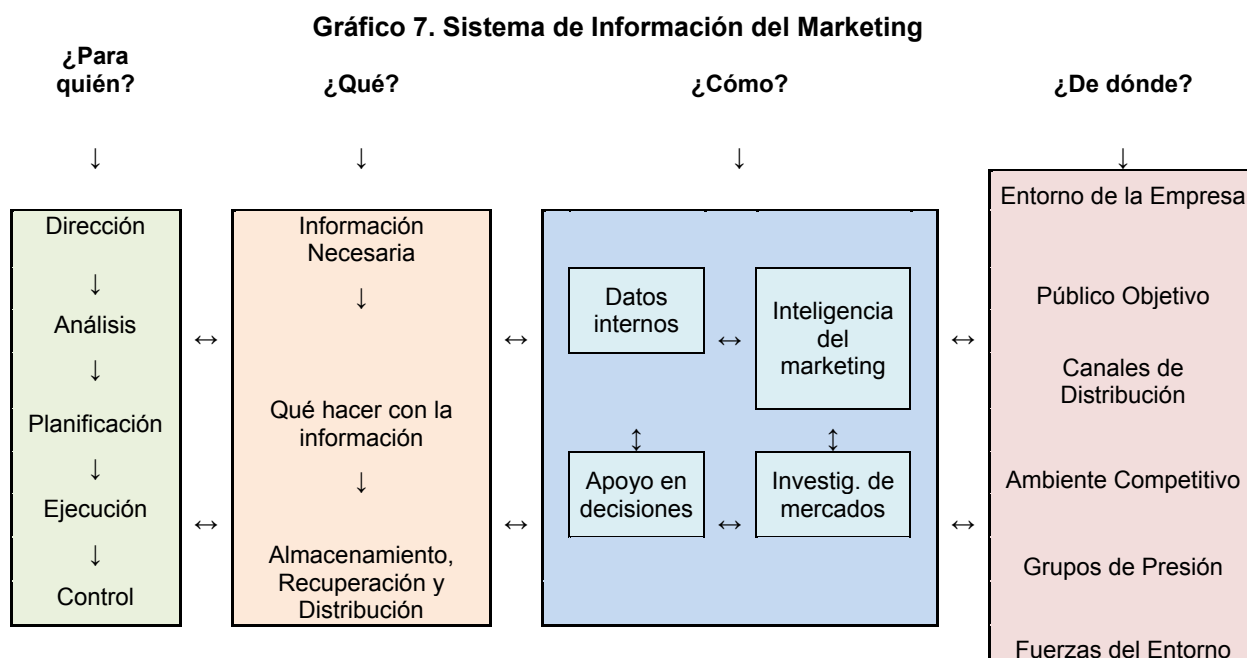 Gráfico 7. Sistema de Información del Marketing
¿Para
quién?
¿Qué?
¿Cómo?
¿De dónde?
↓
↓
↓
↓
Dirección
↓
Análisis
↓
Planificación
↓
Ejecución
↓
Control
↔
↔
Información
Necesaria
↓
Qué hacer con la
información
↓
Almacenamiento,
Recuperación y
Distribución
↔
↔
Datos
internos
↔
Inteligencia
del
marketing
↕
↕
Apoyo en
decisiones
↔
Investig. de
mercados
↔
↔
Entorno de la Empresa
Público Objetivo
Canales de
Distribución
Ambiente Competitivo
Grupos de Presión
Fuerzas del Entorno